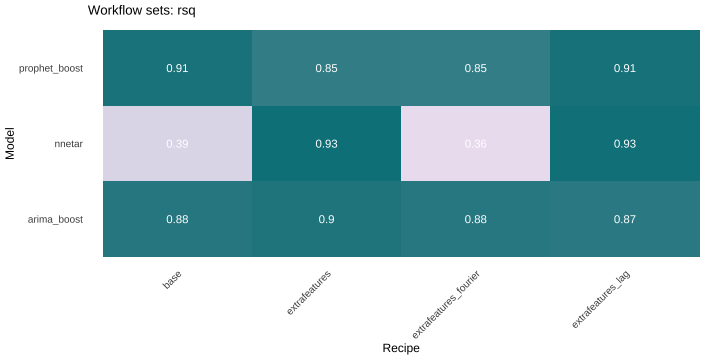 Workflow sets: rsq
Model
prophet_boost
0.91
0.85
0.85
0.91
nnetar
0.39
0.93
0.36
0.93
arima_boost
0.88
0.9
0.88
0.87
base
extrafeatures
extrafeatures_fourier
extrafeatures_lag
Recipe